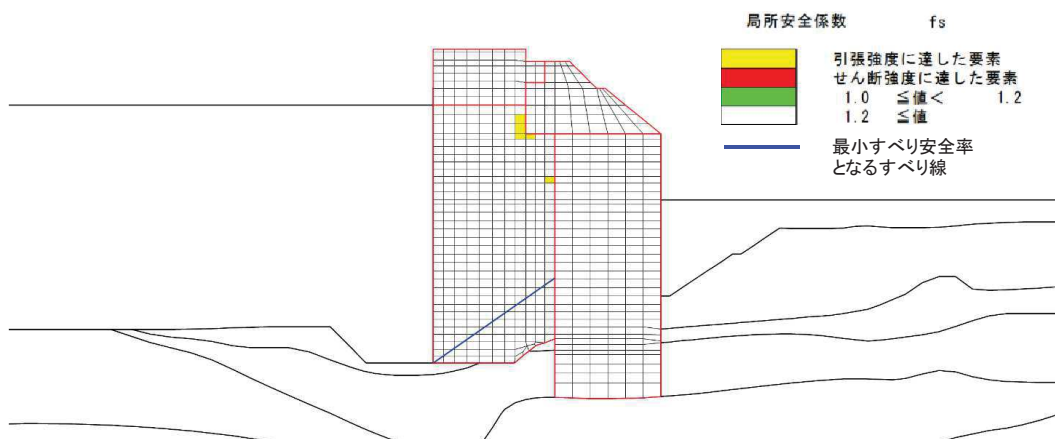 局所安全係数 fs
引張強度に達した要素
せん断強度に達した要素
1.0 ≦値< 1.2
1.2 ≦値
最小すべり安全率
となるすべり線